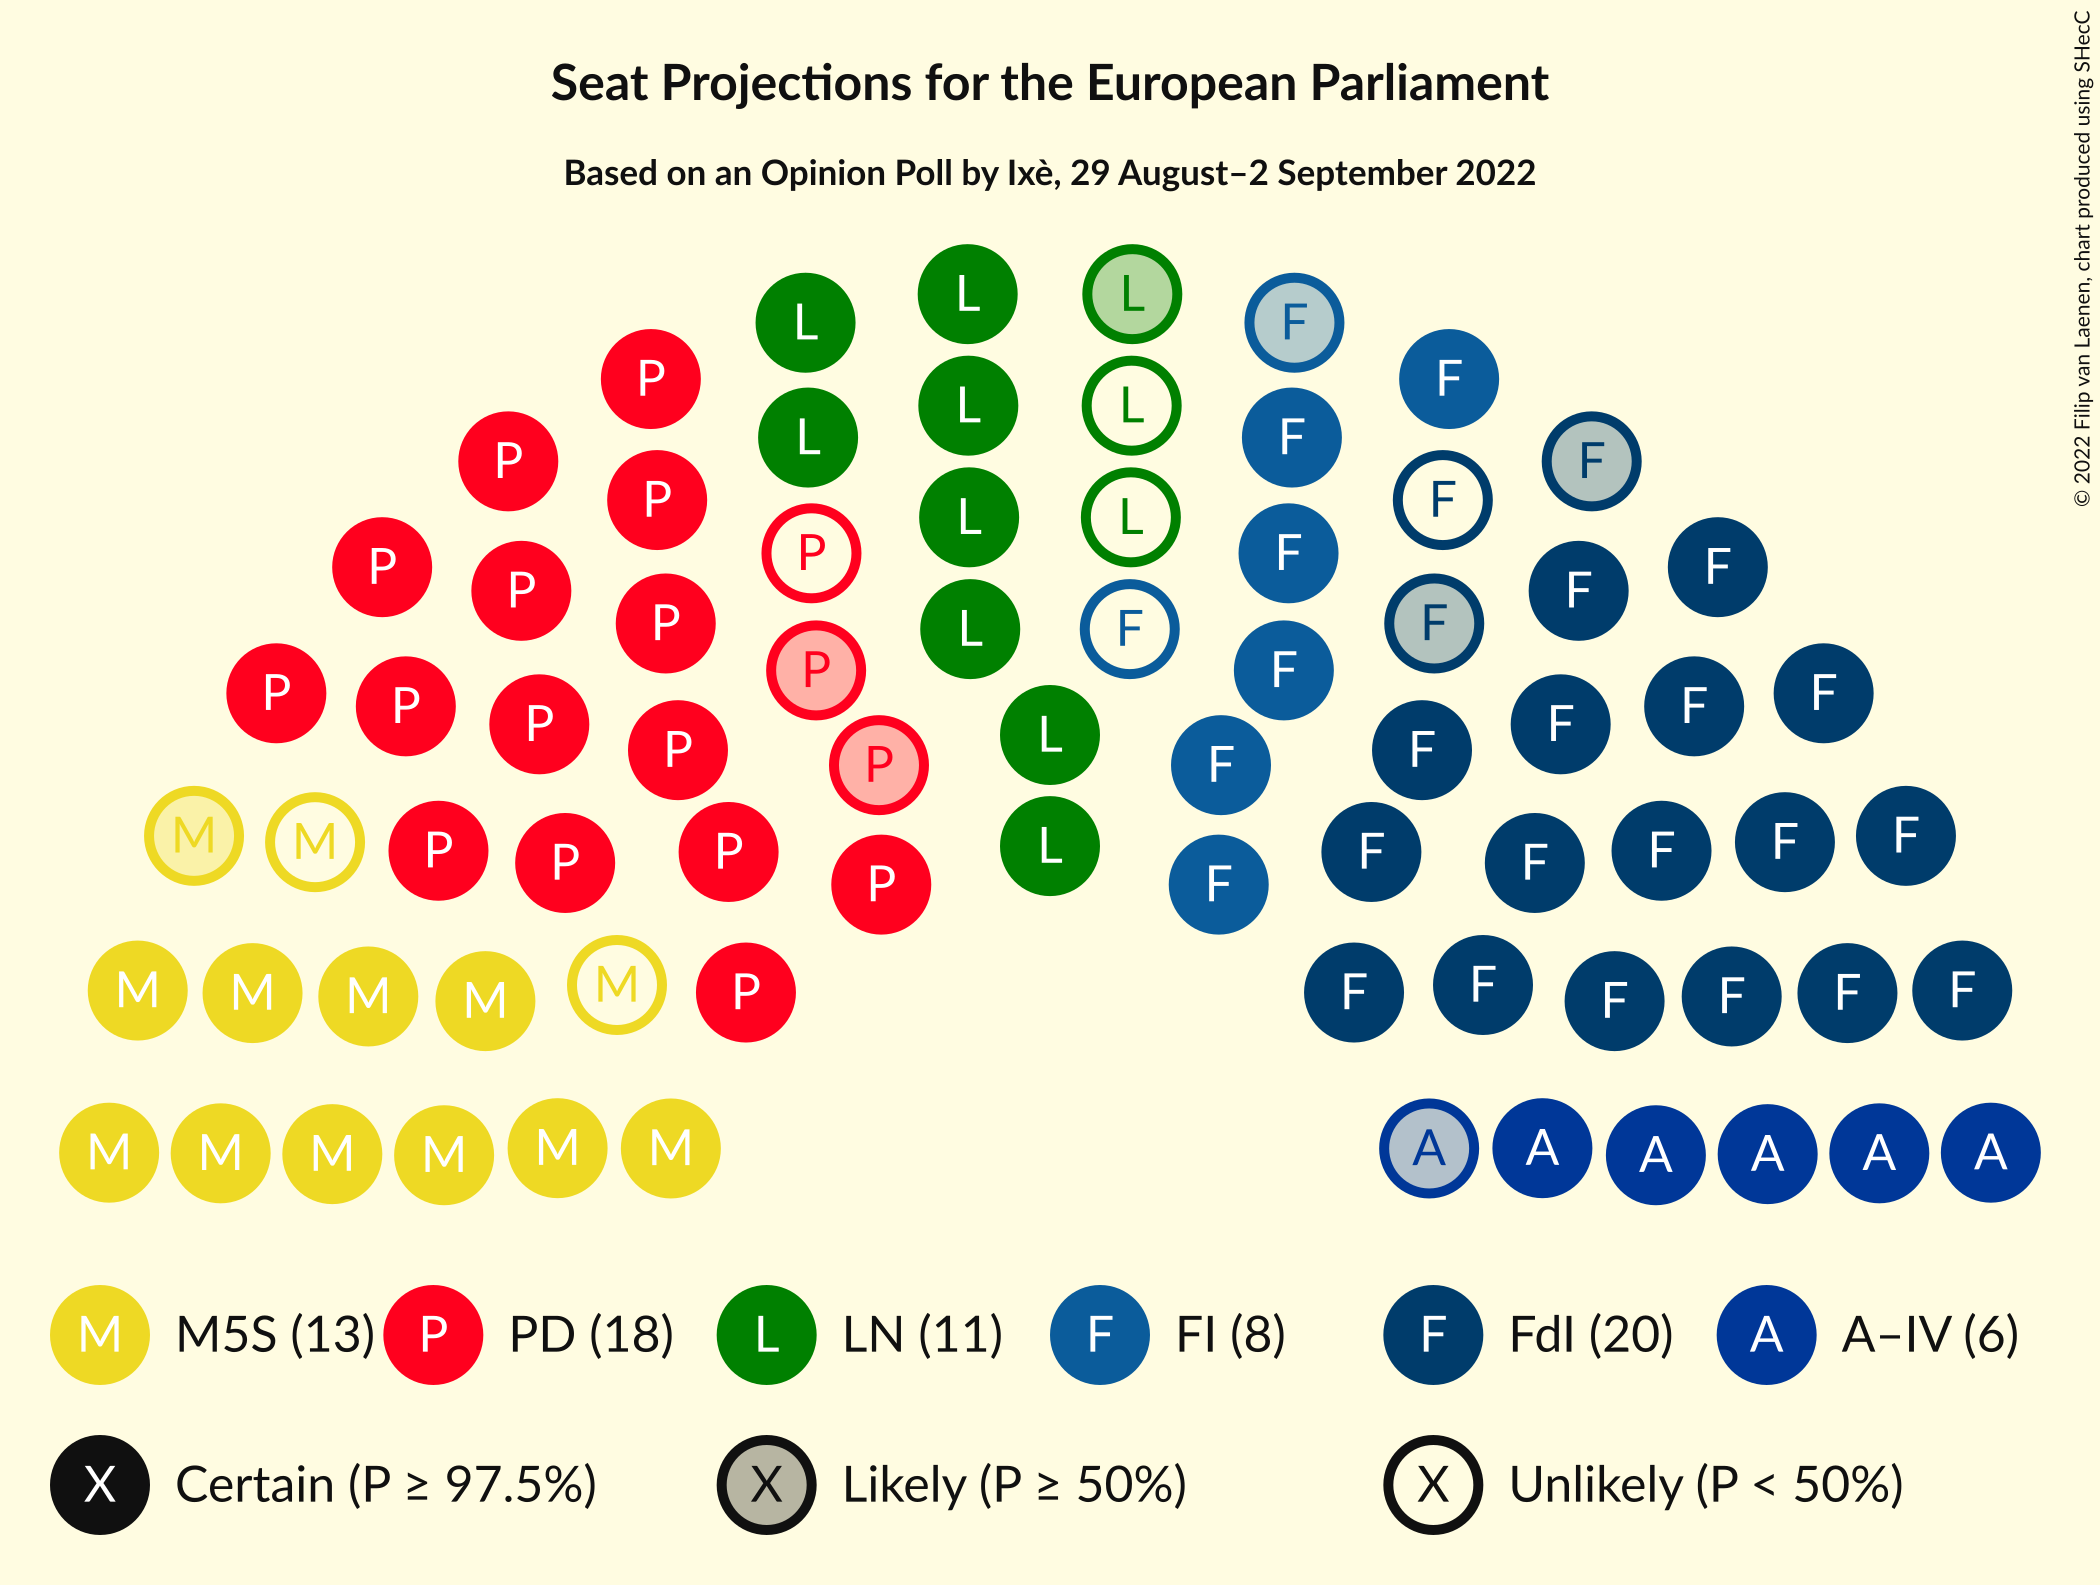 Seat Projections for the European Parliament
Based on an Opinion Poll by Ixè, 29 August–2 September 2022
© 2022 Filip van Laenen, chart produced using SHecC
L L L F
P L L L F F
P P L L L F F F
P P P P L F F F F F
P P P P P P L F F F F F F
M M P P P P L F F F F F F
M M M M M P F F F F F F
M M M M M M A A A A A A
M M5S (13) P PD (18) L LN (11) F FI (8) F FdI (20) A A–IV (6)
X Certain (P ≥ 97.5%) X Likely (P ≥ 50%) X Unlikely (P < 50%)